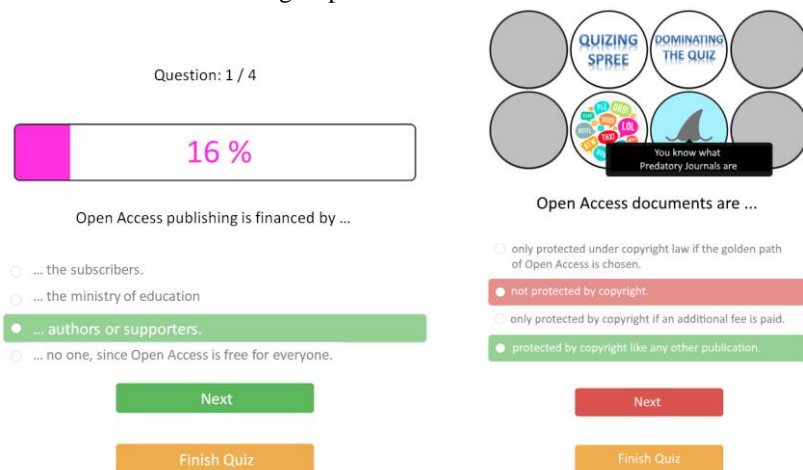 Question: 1 / 4
16 %
Open Access publishing is financed by ...
... the subscribers.
... the ministry of education
... authors or supporters.
... no one, since Open Access is free for everyone.
Next
Finish Quiz
QUIZING
SPREE
DOMINATING
THE QUIZ
LOL
You know what
Predatory Journals are
Open Access documents are ...
only protected under copyright law if the golden path
of Open Access is chosen.
not protected by copyright.
only protected by copyright if an additional fee is paid.
protected by copyright like any other publication.
Next
Finish Quiz